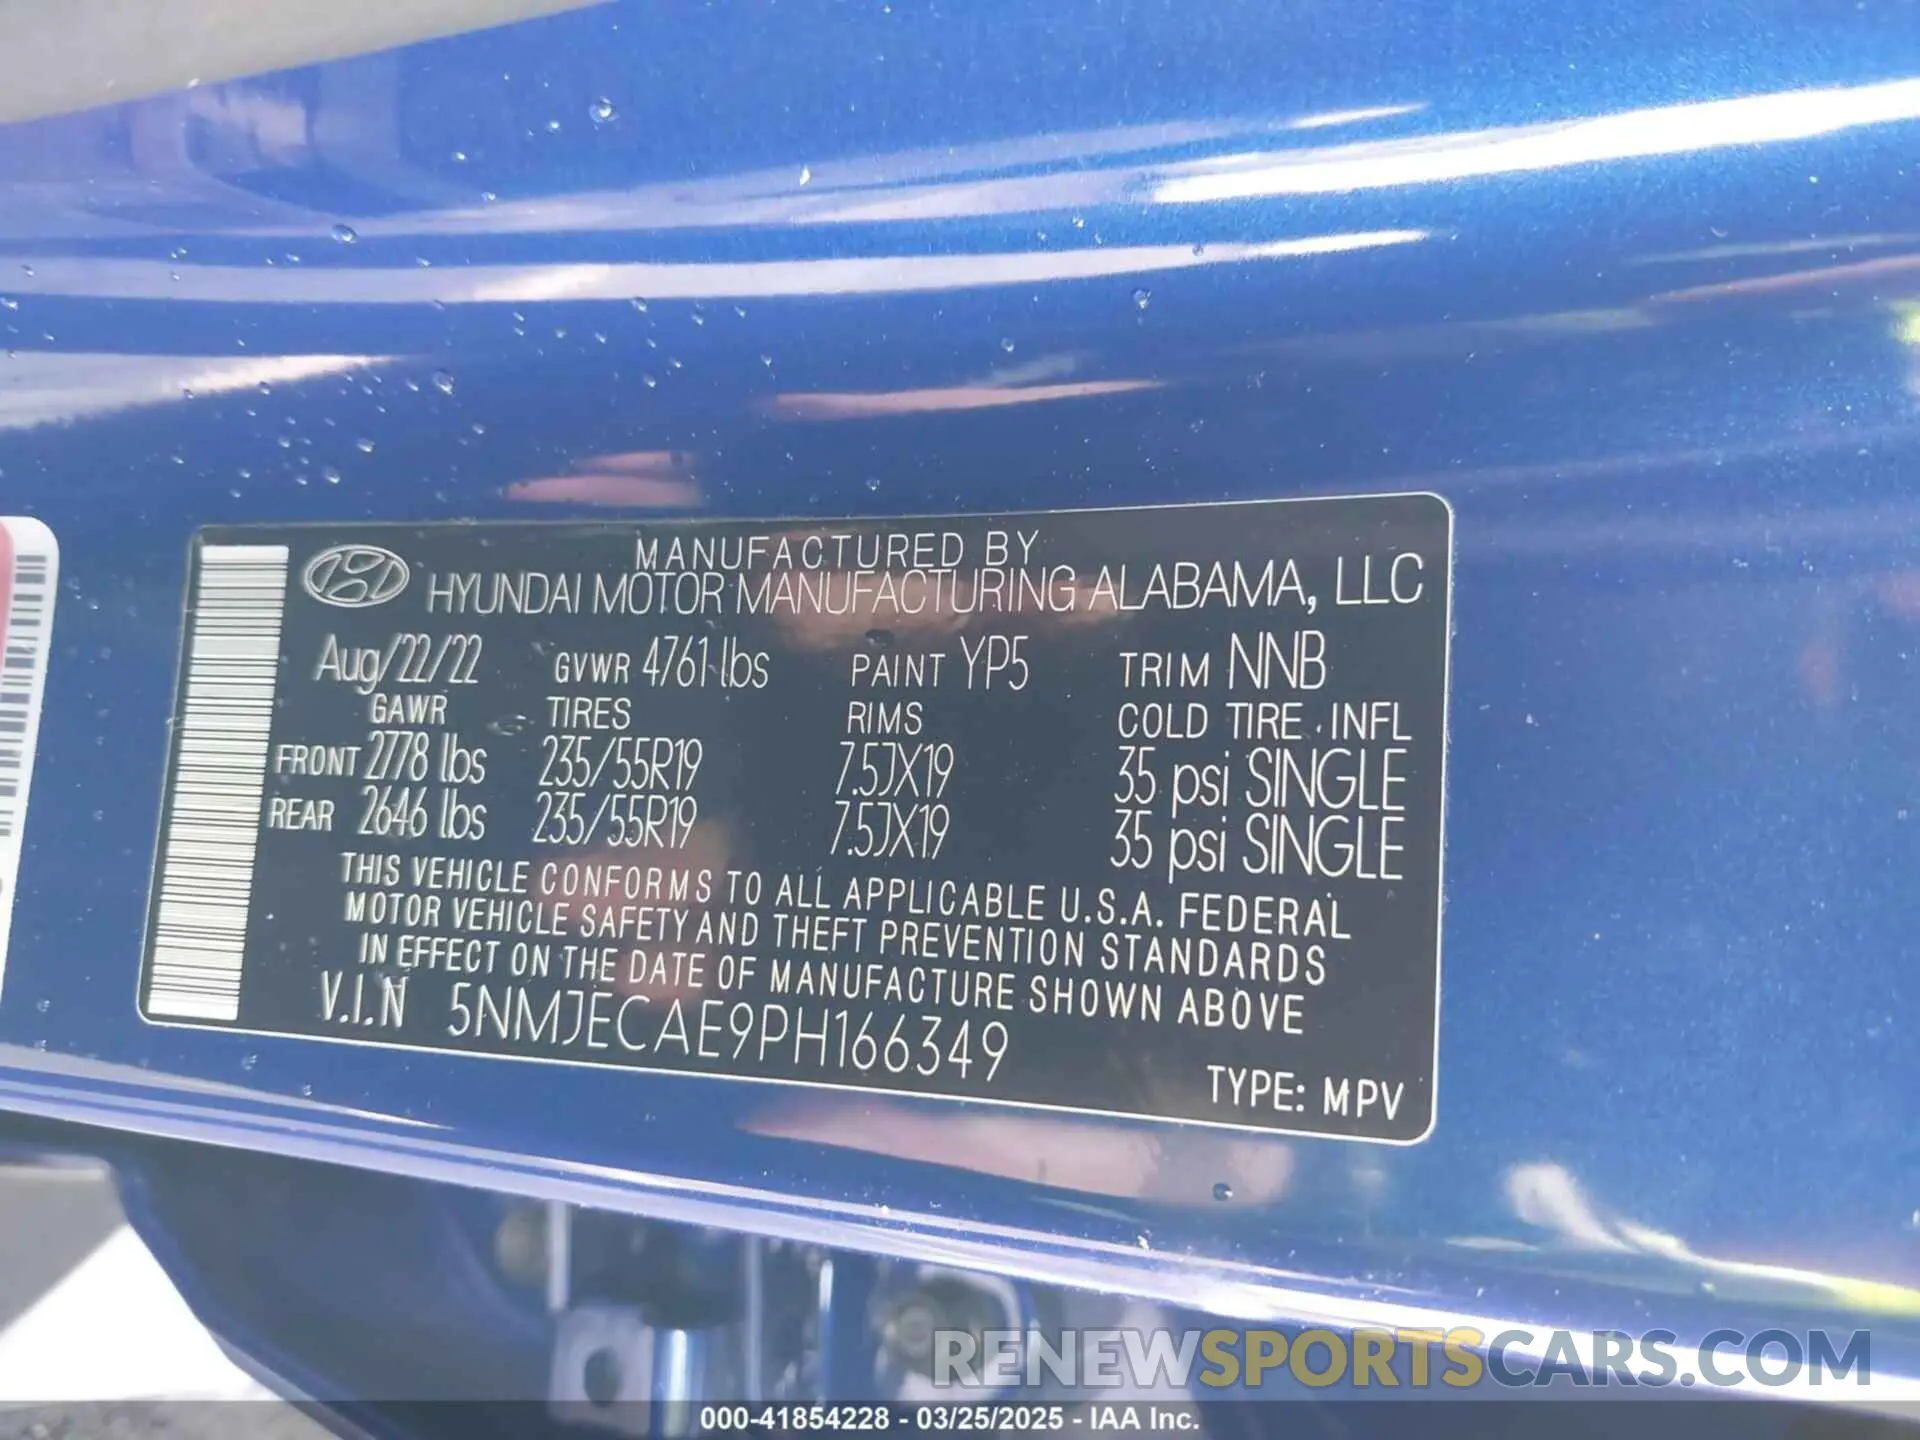 MANUFACTURED BY
HYUNDAI MOTOR MANUFACTURING ALABAMA, LLC
Aug/22/22 GVWR 4761 lbs PAINT YP5 TRIM NNB
GAWR TIRES RIMS COLD TIRE INFL
FRONT 2778 lbs 235/55R19 7.5JX19 35 psi SINGLE
REAR 2646 lbs 235/55R19 7.5JX19 35 psi SINGLE
THIS VEHICLE CONFORMS TO ALL APPLICABLE U.S.A. FEDERAL
MOTOR VEHICLE SAFETY AND THEFT PREVENTION STANDARDS
IN EFFECT ON THE DATE OF MANUFACTURE SHOWN ABOVE
V.I.N 5NMJECAE9PH166349
TYPE: MPV
RENEWSPORTSCARS.COM
000-41854228 - 03/25/2025 - IAA Inc.